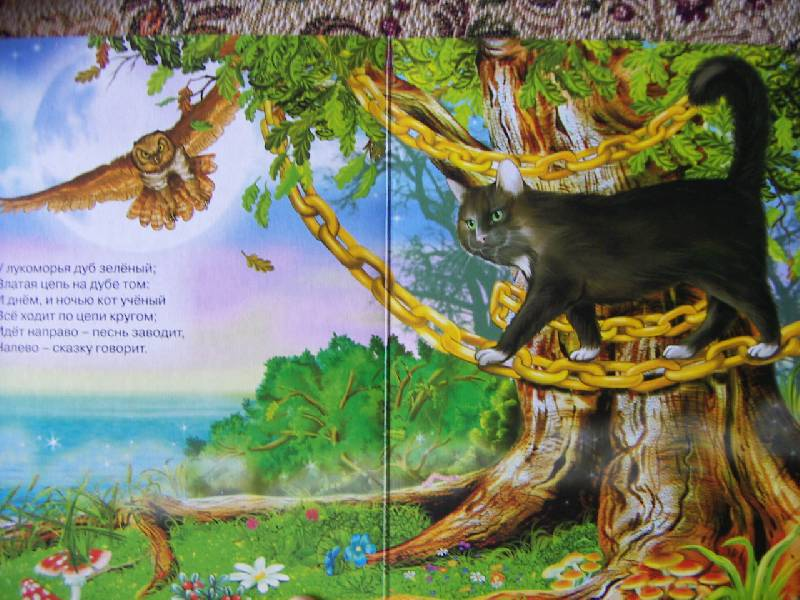 У лукоморья дуб зелёный;
Златая цепь на дубе том:
И днём, и ночью кот учёный
Всё ходит по цепи кругом;
Идёт направо – песнь заводит,
Налево – сказку говорит.